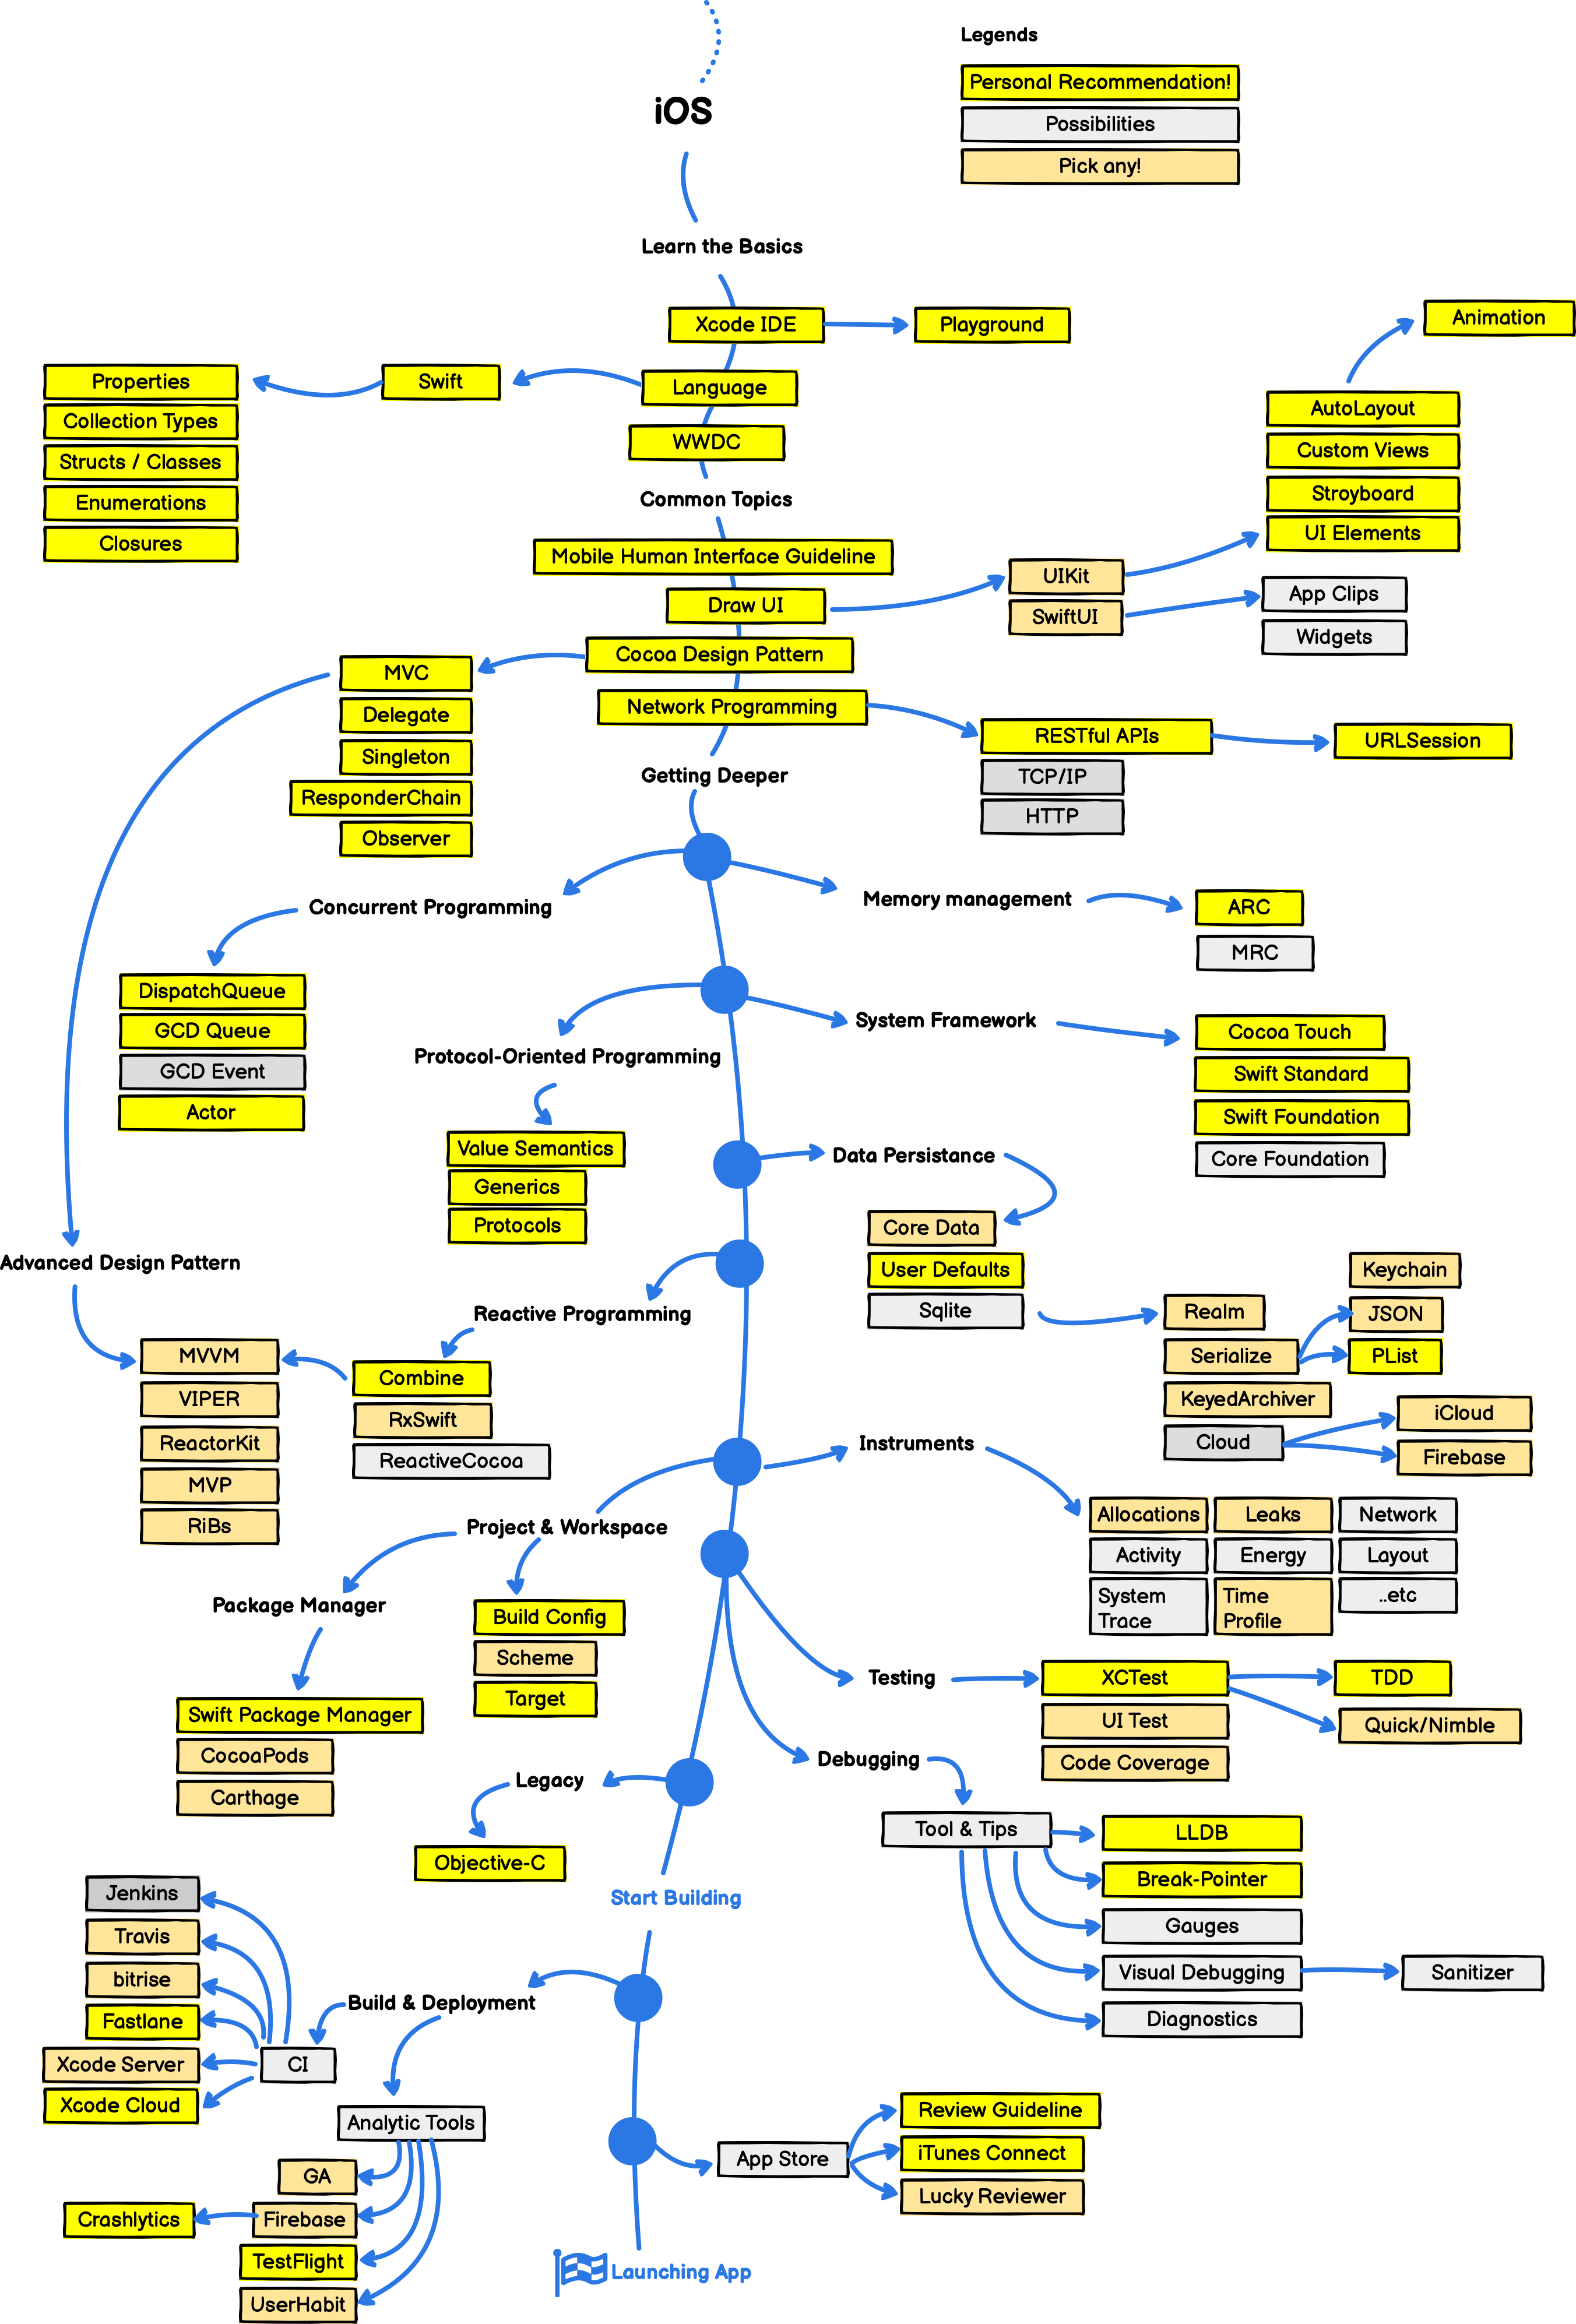 Legends
Personal Recommendation!
Possibilities
Pick any!
iOS
Learn the Basics
Xcode IDE
Playground
Language
Swift
Properties
Collection Types
Structs / Classes
Enumerations
Closures
WWDC
Common Topics
Mobile Human Interface Guideline
Draw UI
UIKit
SwiftUI
Animation
AutoLayout
Custom Views
Stroyboard
UI Elements
App Clips
Widgets
Cocoa Design Pattern
MVC
Delegate
Singleton
ResponderChain
Observer
Network Programming
RESTful APIs
TCP/IP
HTTP
URLSession
Getting Deeper
Concurrent Programming
DispatchQueue
GCD Queue
GCD Event
Actor
Memory management
ARC
MRC
Protocol-Oriented Programming
Value Semantics
Generics
Protocols
System Framework
Cocoa Touch
Swift Standard
Swift Foundation
Core Foundation
Data Persistance
Core Data
User Defaults
Sqlite
Realm
Serialize
KeyedArchiver
Cloud
Keychain
JSON
PList
iCloud
Firebase
Advanced Design Pattern
MVVM
VIPER
ReactorKit
MVP
RiBs
Reactive Programming
Combine
RxSwift
ReactiveCocoa
Instruments
Allocations
Leaks
Network
Activity
Energy
Layout
System
Trace
Time
Profile
..etc
Project & Workspace
Package Manager
Swift Package Manager
CocoaPods
Carthage
Build Config
Scheme
Target
Testing
XCTest
UI Test
Code Coverage
TDD
Quick/Nimble
Debugging
Tool & Tips
LLDB
Break-Pointer
Gauges
Visual Debugging
Diagnostics
Sanitizer
Legacy
Objective-C
Start Building
Build & Deployment
CI
Jenkins
Travis
bitrise
Fastlane
Xcode Server
Xcode Cloud
Analytic Tools
GA
Firebase
Crashlytics
TestFlight
UserHabit
App Store
Review Guideline
iTunes Connect
Lucky Reviewer
Launching App